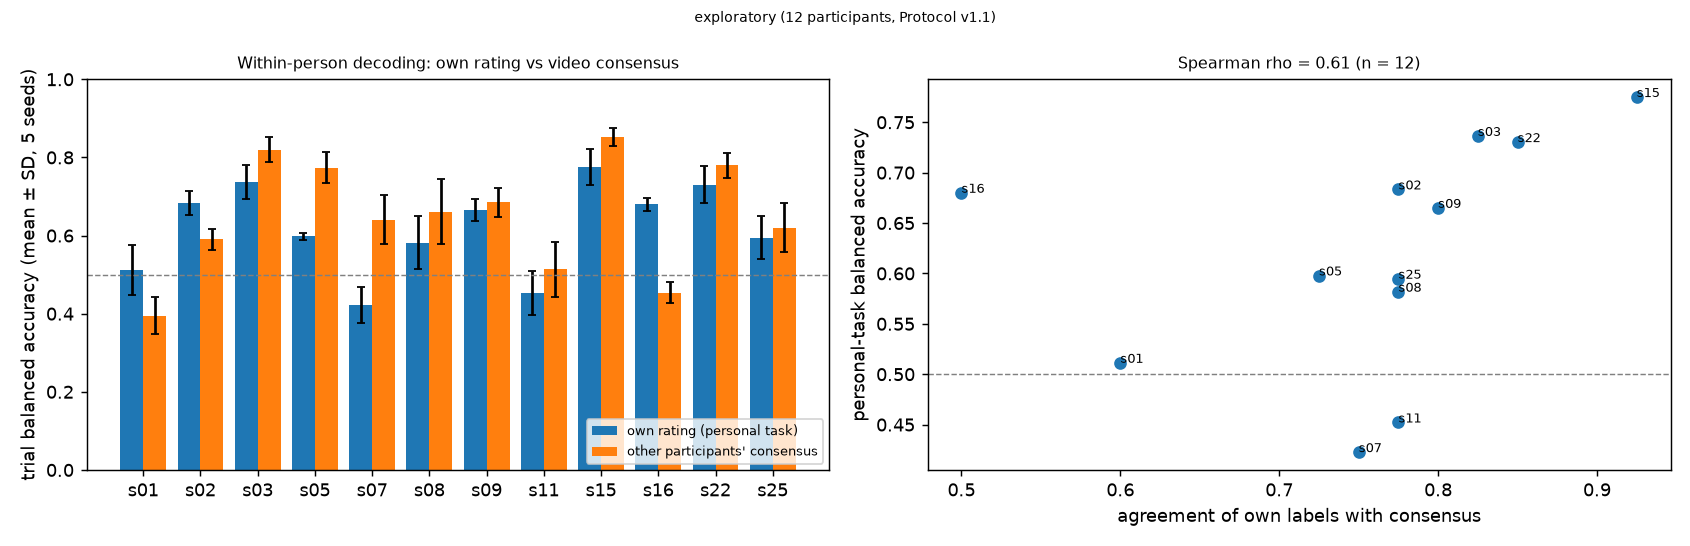 exploratory (12 participants, Protocol v1.1)
Within-person decoding: own rating vs video consensus
trial balanced accuracy (mean ± SD, 5 seeds)
1.0
0.8
0.6
0.4
0.2
0.0
own rating (personal task)
other participants' consensus
s01 s02 s03 s05 s07 s08 s09 s11 s15 s16 s22 s25
Spearman rho = 0.61 (n = 12)
personal-task balanced accuracy
0.75
0.70
0.65
0.60
0.55
0.50
0.45
s15
s03
s22
s02
s16
s09
s05
s25
s08
s01
s11
s07
0.5 0.6 0.7 0.8 0.9
agreement of own labels with consensus